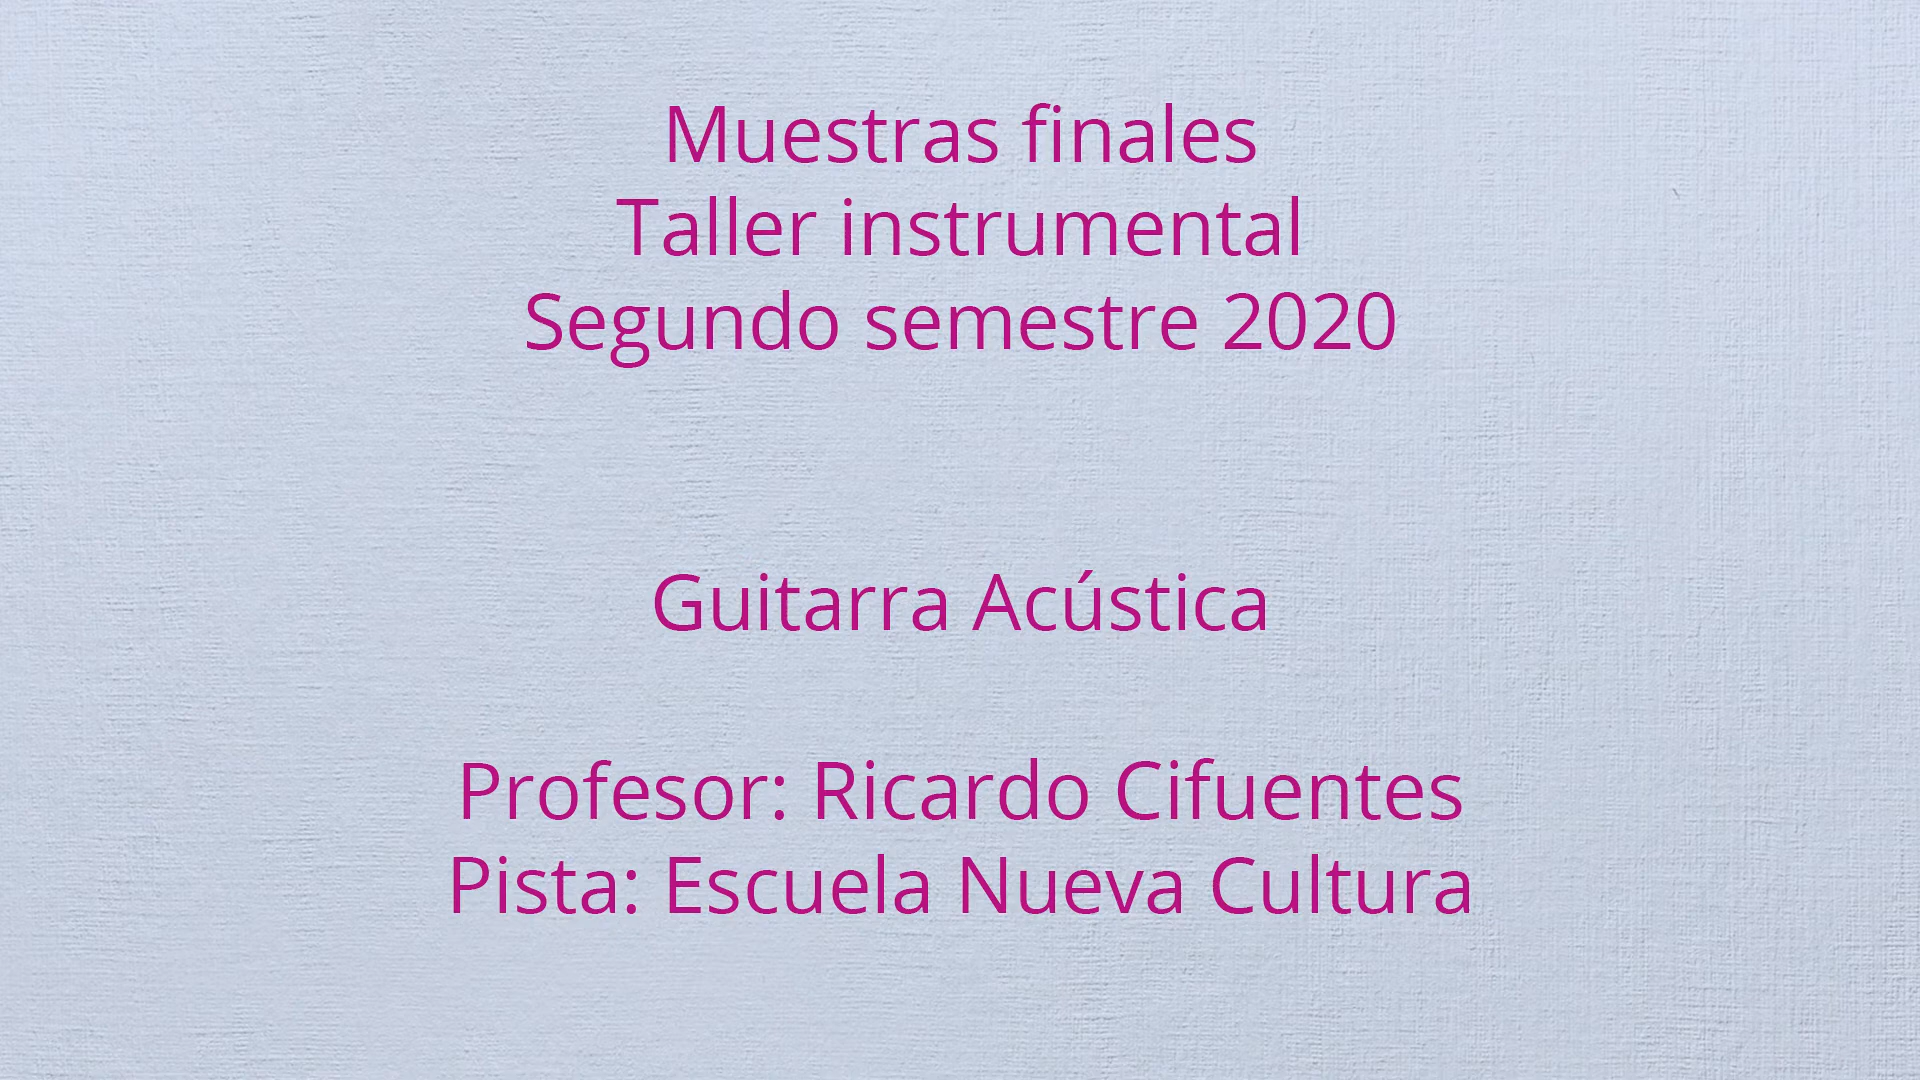 Muestras finales
Taller instrumental
Segundo semestre 2020
Guitarra Acústica
Profesor: Ricardo Cifuentes
Pista: Escuela Nueva Cultura